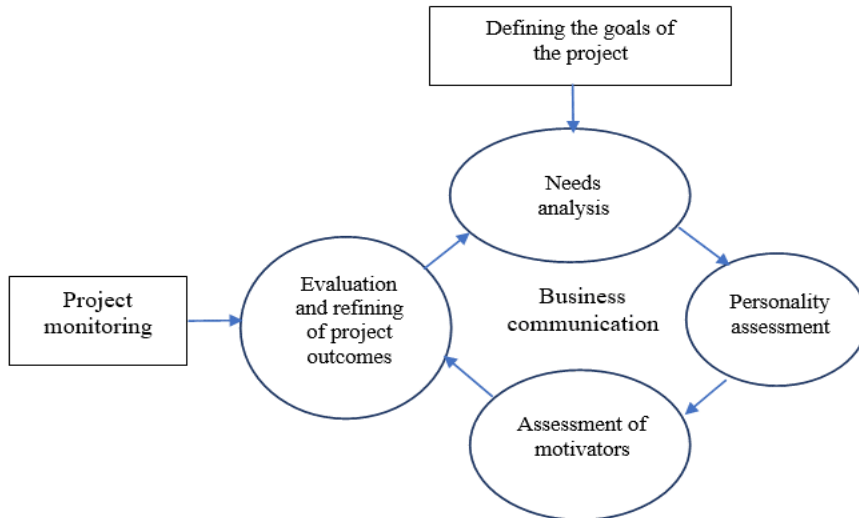 Defining the goals of
the project
Needs
analysis
Project
monitoring
Evaluation
and refining
of project
outcomes
Business
communication
Personality
assessment
Assessment of
motivators